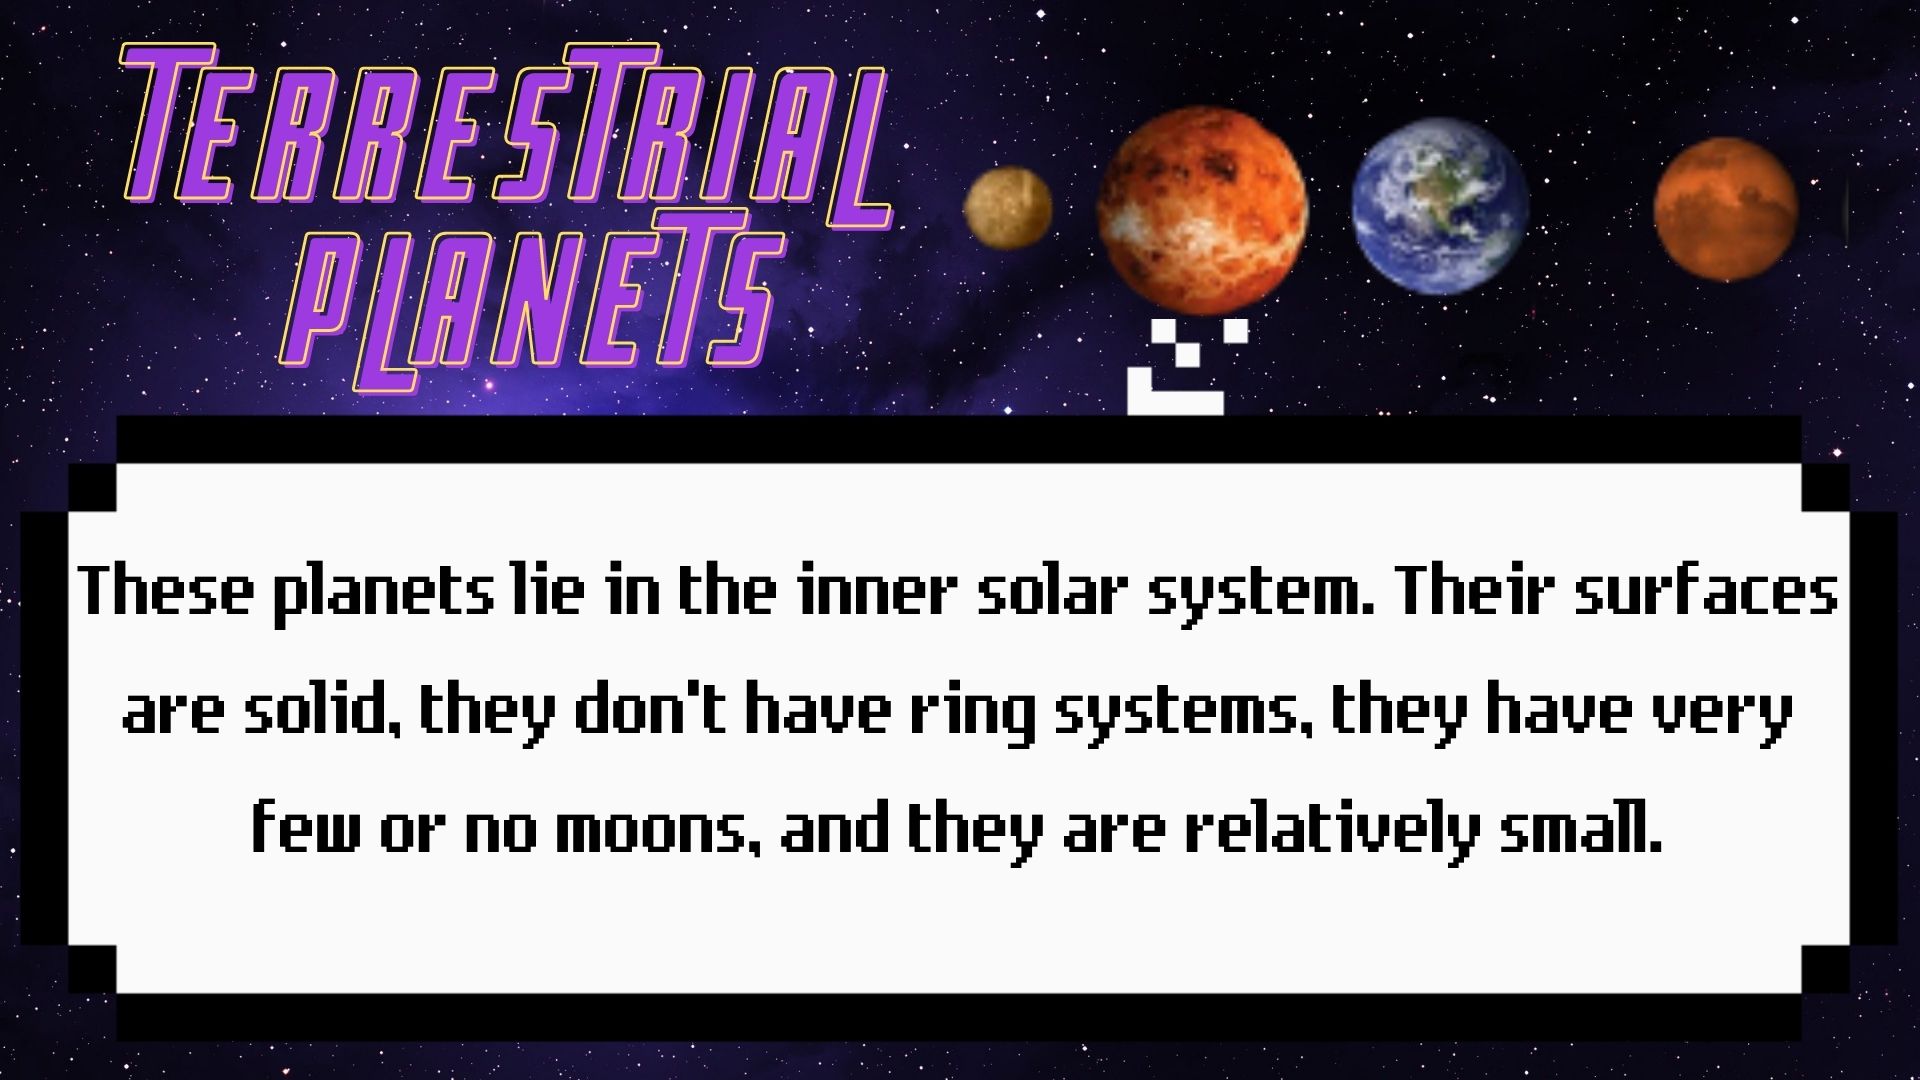 TERRESTRIAL
PLANETS
These planets lie in the inner solar system. Their surfaces
are solid, they don't have ring systems, they have very
few or no moons, and they are relatively small.